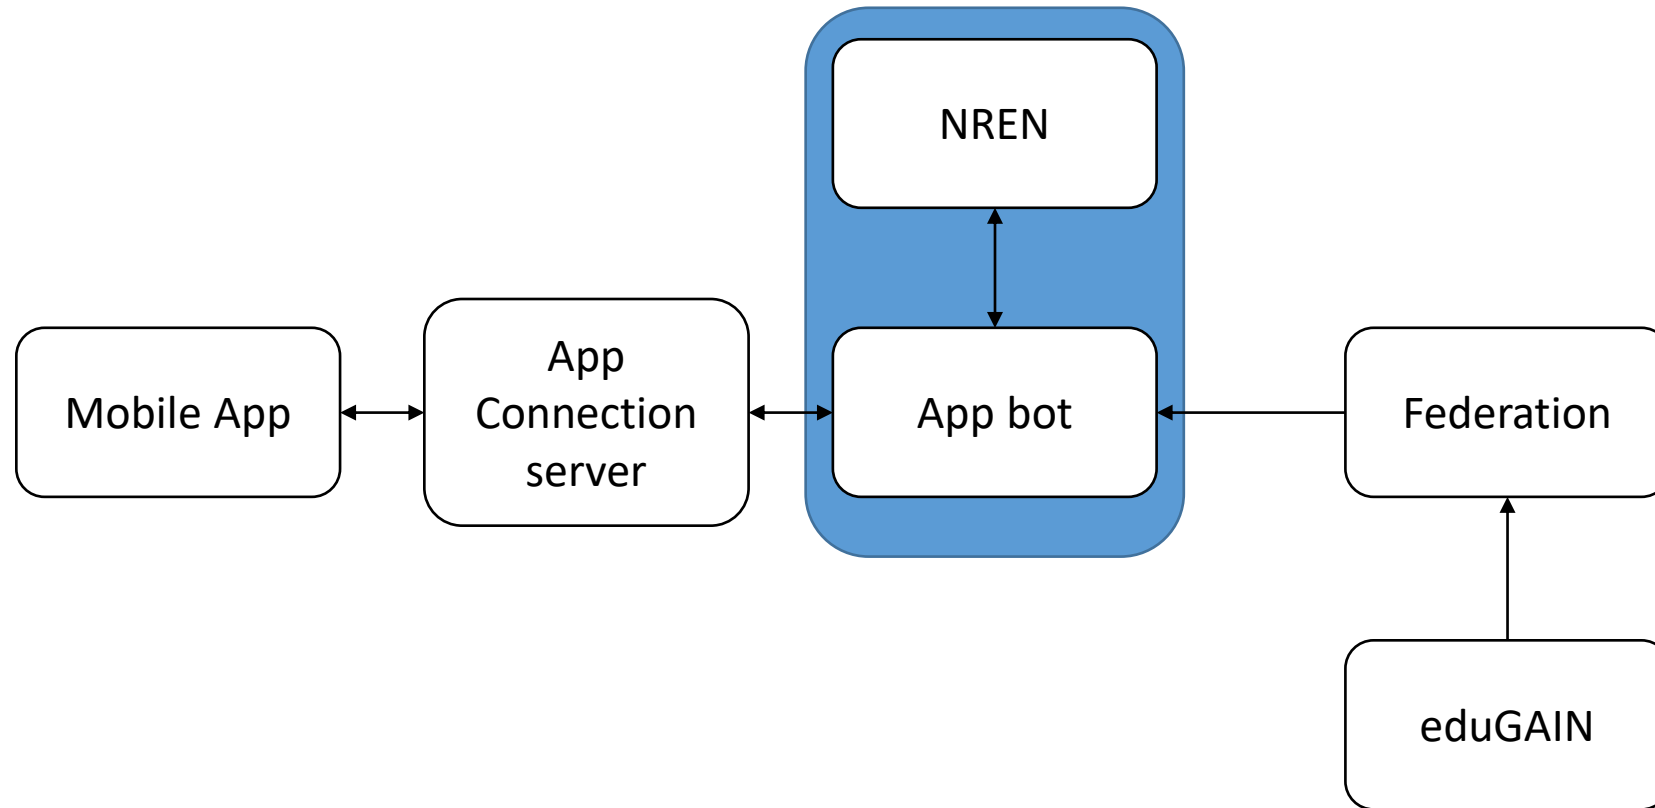 NREN
Mobile App
App
Connection
server
App bot
Federation
eduGAIN